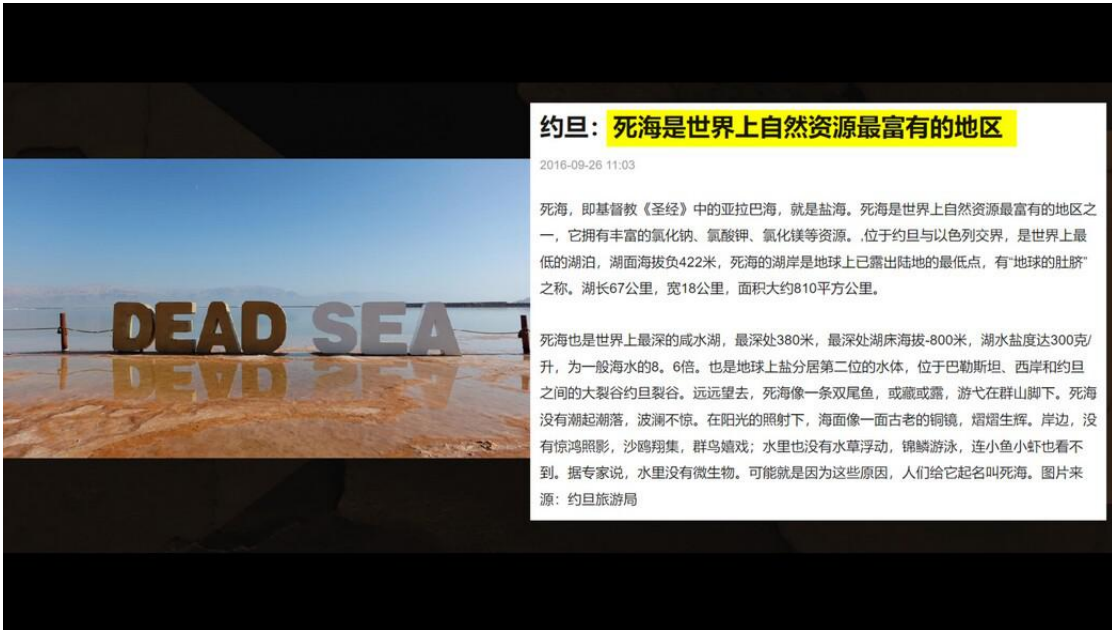 DEAD SEA
约旦：死海是世界上自然资源最富有的地区
2016-09-26 11:03
死海，即基督教《圣经》中的亚拉巴海，就是盐海。死海是世界上自然资源最富有的地区之
一，它拥有丰富的氯化钠、氯酸钾、氯化镁等资源。,位于约旦与以色列交界，是世界上最
低的湖泊，湖面海拔负422米，死海的湖岸是地球上已露出陆地的最低点，有“地球的肚脐”
之称。湖长67公里，宽18公里，面积大约810平方公里。
死海也是世界上最深的咸水湖，最深处380米，最深处湖床海拔-800米，湖水盐度达300克/
升，为一般海水的8。6倍。也是地球上盐分居第二位的水体，位于巴勒斯坦、西岸和约旦
之间的大裂谷约旦裂谷。远远望去，死海像一条双尾鱼，或藏或露，游弋在群山脚下。死海
没有潮起潮落，波澜不惊。在阳光的照射下，海面像一面古老的铜镜，熠熠生辉。岸边，没
有惊鸿照影，沙鸥翔集，群鸟嬉戏；水里也没有水草浮动，锦鳞游泳，连小鱼小虾也看不
到。据专家说，水里没有微生物。可能就是因为这些原因，人们给它起名叫死海。图片来
源：约旦旅游局